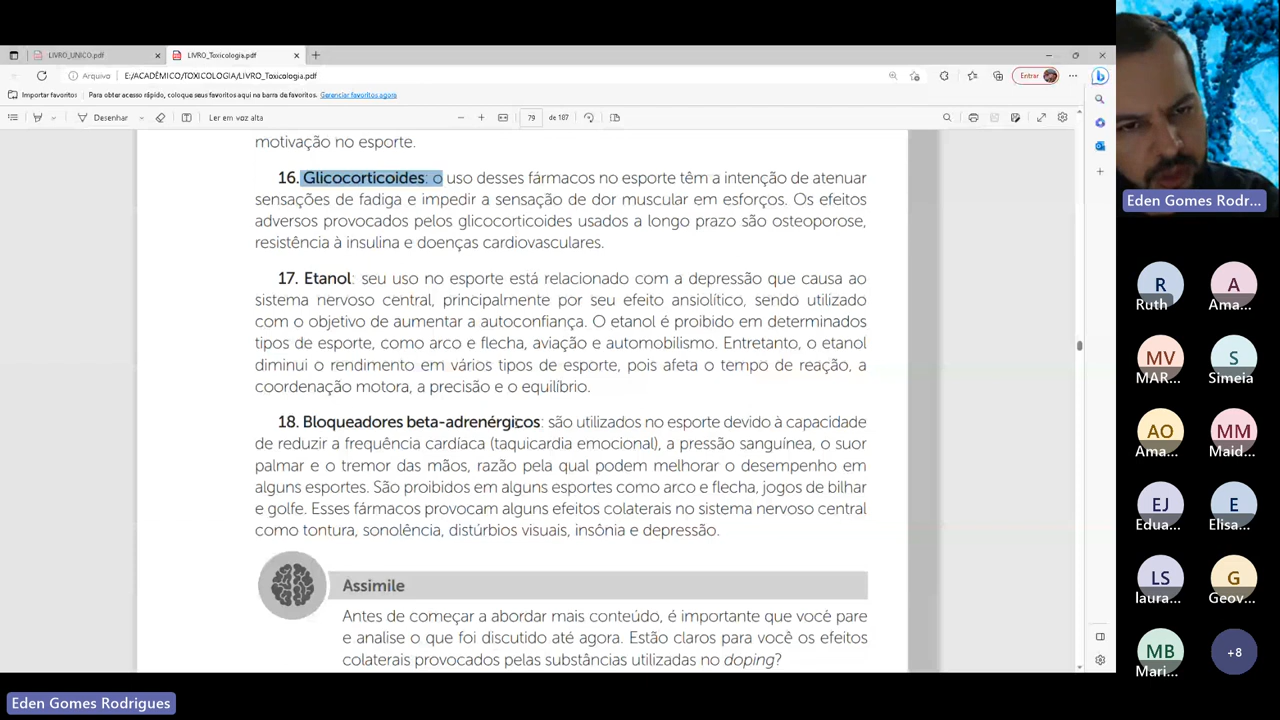 LIVRO_UNICO.pdf
LIVRO_Toxicologia.pdf
Arquivo
E:/ACADÊMICO/TOXICOLOGIA/LIVRO_Toxicologia.pdf
Entrar
Importar favoritos
Para obter acesso rápido, coloque seus favoritos aqui na barra de favoritos. Gerenciar favoritos agora
Desenhar
Ler em voz alta
79 de 187
motivação no esporte.
16. Glicocorticoides: o uso desses fármacos no esporte têm a intenção de atenuar
sensações de fadiga e impedir a sensação de dor muscular em esforços. Os efeitos
adversos provocados pelos glicocorticoides usados a longo prazo são osteoporose,
resistência à insulina e doenças cardiovasculares.
17. Etanol: seu uso no esporte está relacionado com a depressão que causa ao
sistema nervoso central, principalmente por seu efeito ansiolítico, sendo utilizado
com o objetivo de aumentar a autoconfiança. O etanol é proibido em determinados
tipos de esporte, como arco e flecha, aviação e automobilismo. Entretanto, o etanol
diminui o rendimento em vários tipos de esporte, pois afeta o tempo de reação, a
coordenação motora, a precisão e o equilíbrio.
18. Bloqueadores beta-adrenérgicos: são utilizados no esporte devido à capacidade
de reduzir a frequência cardíaca (taquicardia emocional), a pressão sanguínea, o suor
palmar e o tremor das mãos, razão pela qual podem melhorar o desempenho em
alguns esportes. São proibidos em alguns esportes como arco e flecha, jogos de bilhar
e golfe. Esses fármacos provocam alguns efeitos colaterais no sistema nervoso central
como tontura, sonolência, distúrbios visuais, insônia e depressão.
Assimile
Antes de começar a abordar mais conteúdo, é importante que você pare
e analise o que foi discutido até agora. Estão claros para você os efeitos
colaterais provocados pelas substâncias utilizadas no doping?
Eden Gomes Rodrigues
Eden Gomes Rodr...
R
A
Ruth
Ama...
MV
S
MAR...
Simeia
AO
MM
Ama...
Maid...
EJ
E
Edua...
Elisa...
LS
G
laura...
Geov...
MB
+8
Mari...